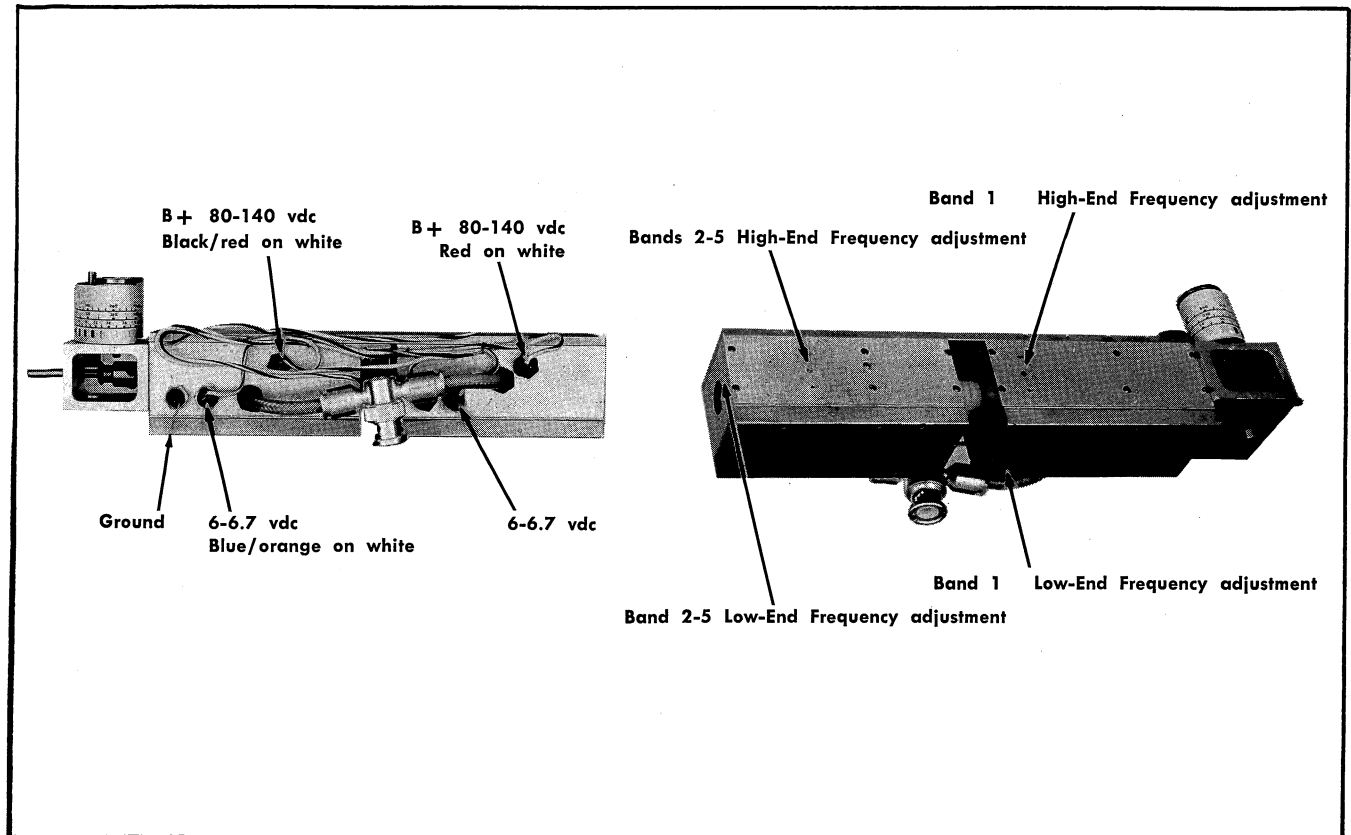 B+ 80-140 vdc
Black/red on white
B+ 80-140 vdc
Red on white
Ground
6-6.7 vdc
Blue/orange on white
6-6.7 vdc
Band 1 High-End Frequency adjustment
Bands 2-5 High-End Frequency adjustment
Band 1 Low-End Frequency adjustment
Band 2-5 Low-End Frequency adjustment